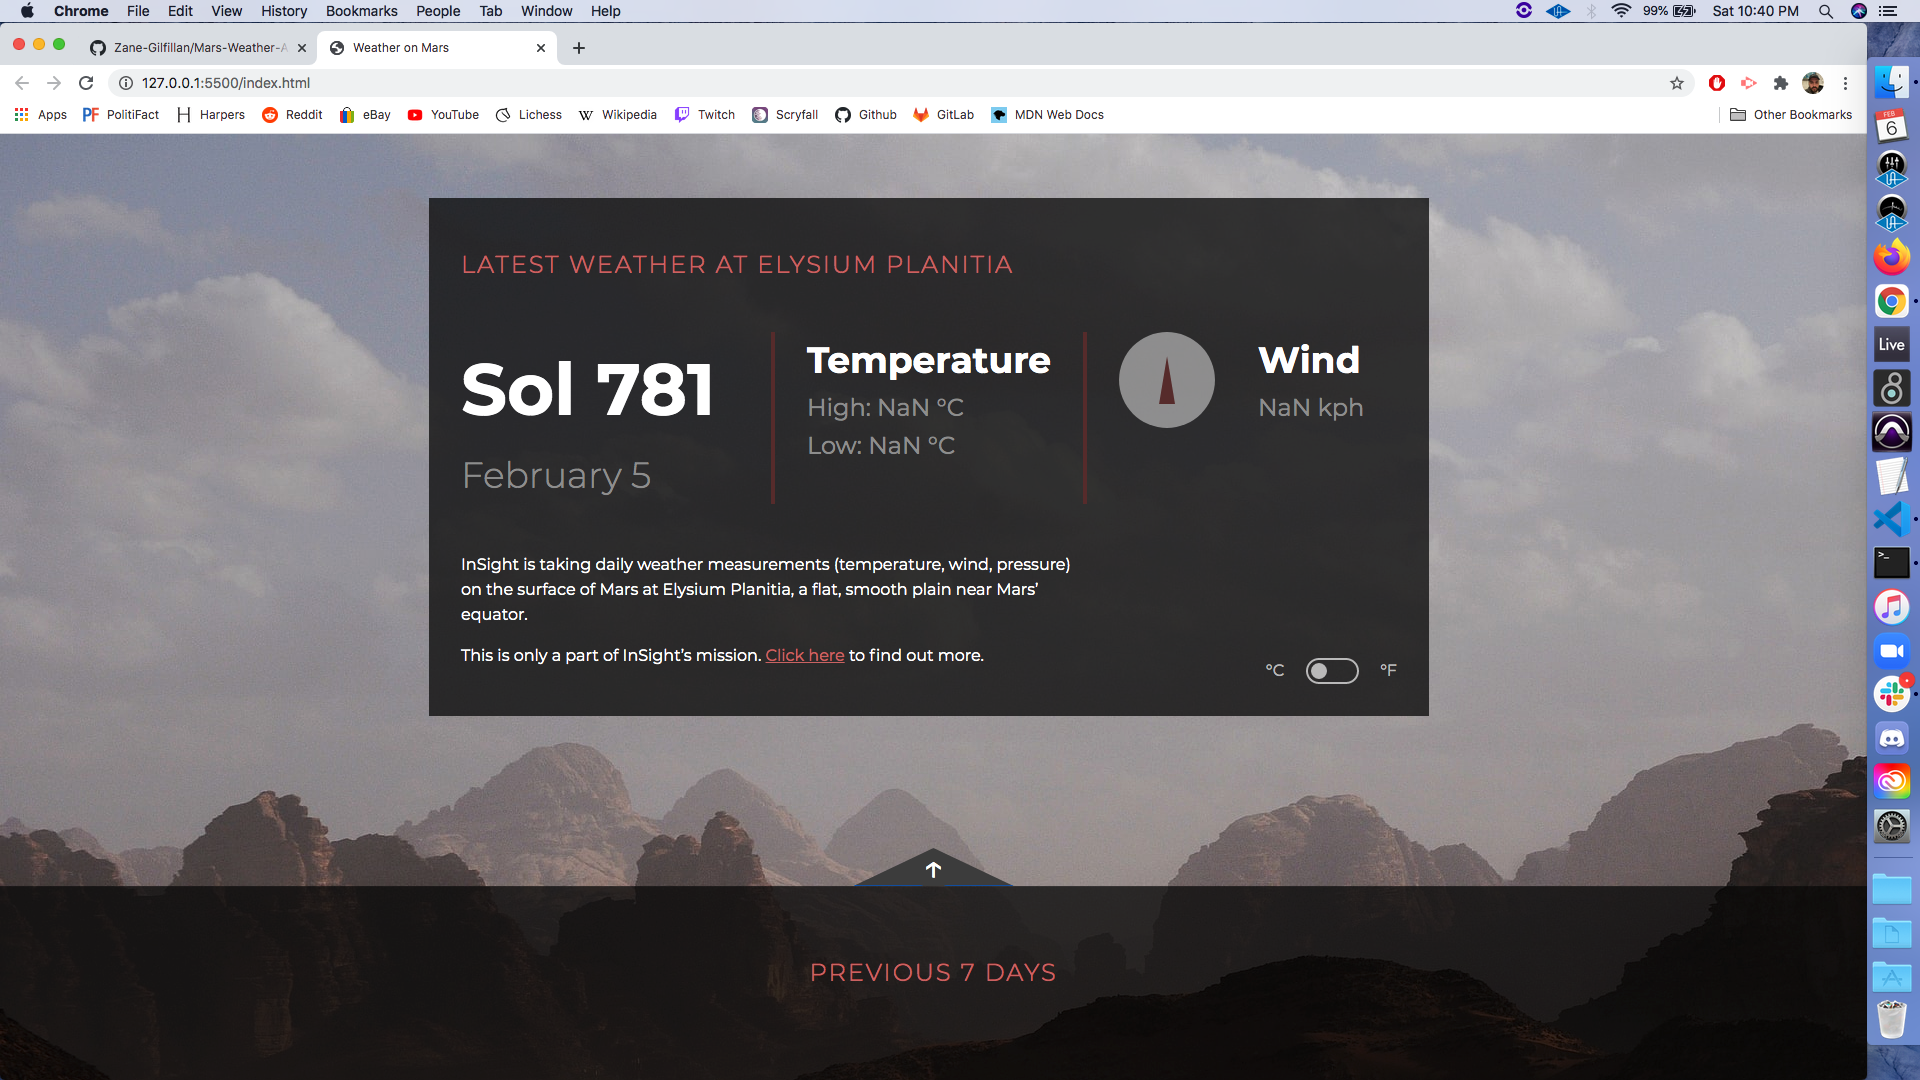 Chrome File Edit View History Bookmarks People Tab Window Help 99% Sat 10:40 PM
Zane-Gilfillan/Mars-Weather-A Weather on Mars
127.0.0.1:5500/index.html
Apps PolitiFact Harpers Reddit eBay YouTube Lichess Wikipedia Twitch Scryfall Github GitLab MDN Web Docs Other Bookmarks
PF H W
FEB
6
LATEST WEATHER AT ELYSIUM PLANITIA
Sol 781
February 5
Temperature
High: NaN °C
Low: NaN °C
Wind
NaN kph
Live
8
InSight is taking daily weather measurements (temperature, wind, pressure)
on the surface of Mars at Elysium Planitia, a flat, smooth plain near Mars’
equator.
This is only a part of InSight’s mission. Click here to find out more.
°C °F
PREVIOUS 7 DAYS